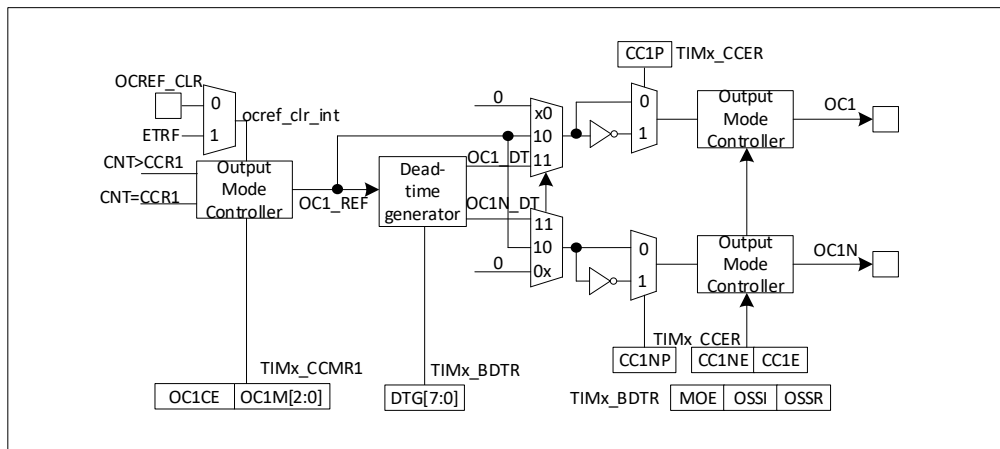 CC1P TIMx_CCER
OCREF_CLR
0
1
ocref_clr_int
ETRF
CNT>CCR1
CNT=CCR1
Output
Mode
Controller
OC1_REF
Dead-
time
generator
OC1_DT
OC1N_DT
0
x0
10
11
11
10
0x
0
0
1
Output
Mode
Controller
OC1
0
1
Output
Mode
Controller
OC1N
TIMx_CCER
CC1NP CC1NE CC1E
TIMx_CCMR1
OC1CE OC1M[2:0]
TIMx_BDTR
DTG[7:0]
TIMx_BDTR MOE OSSI OSSR